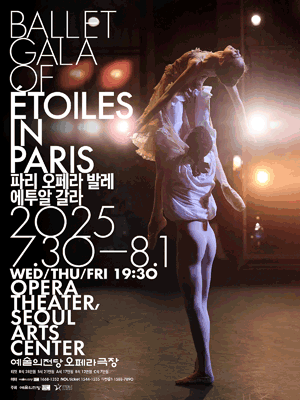 BALLET
GALA
OF
ÉTOILES
IN
PARIS
파리 오페라 발레
에투알 갈라
2025
7.30—8.1
WED/THU/FRI 19:30
OPERA
THEATER,
SEOUL
ARTS
CENTER
예술의전당 오페라극장